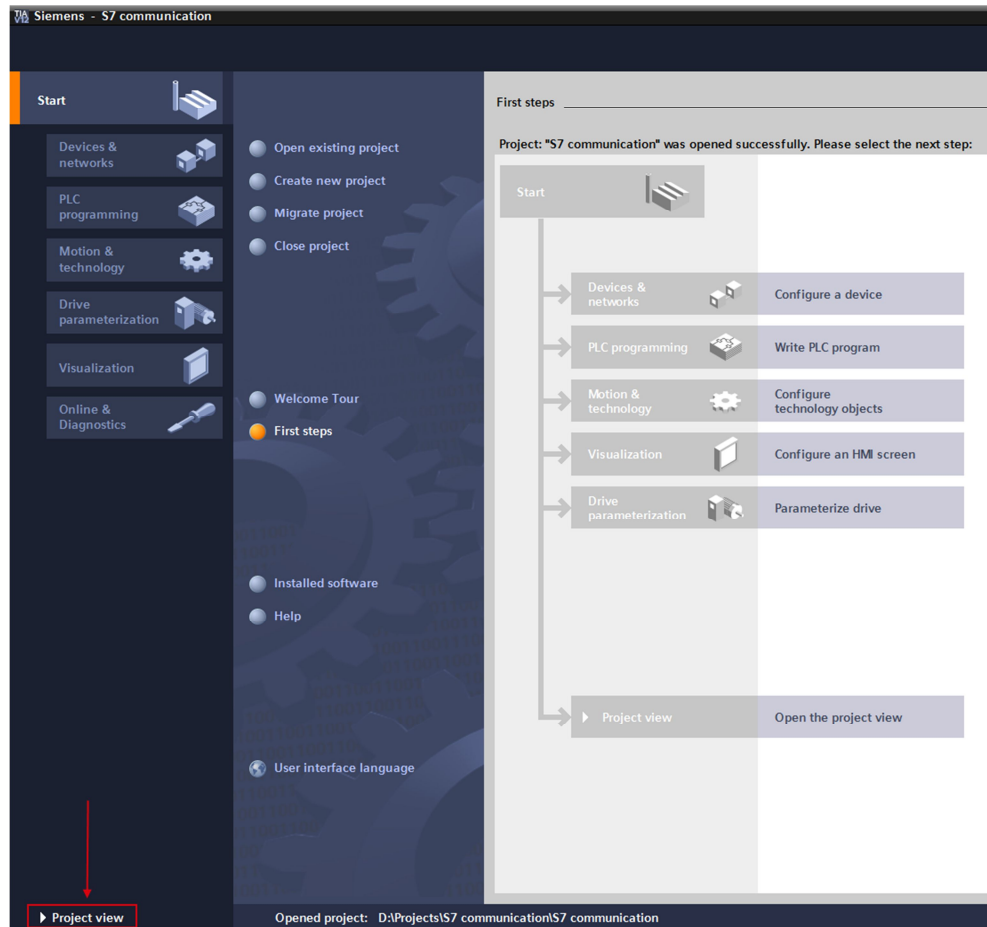 TIA V12 Siemens - S7 communication
Start
Devices &
networks
PLC
programming
Motion &
technology
Drive
parameterization
Visualization
Online &
Diagnostics
Project view
Open existing project
Create new project
Migrate project
Close project
Welcome Tour
First steps
Installed software
Help
User interface language
First steps
Project: "S7 communication" was opened successfully. Please select the next step:
Start
Devices &
networks
Configure a device
PLC programming
Write PLC program
Motion &
technology
Configure
technology objects
Visualization
Configure an HMI screen
Drive
parameterization
Parameterize drive
Project view
Open the project view
Opened project: D:\Projects\S7 communication\S7 communication